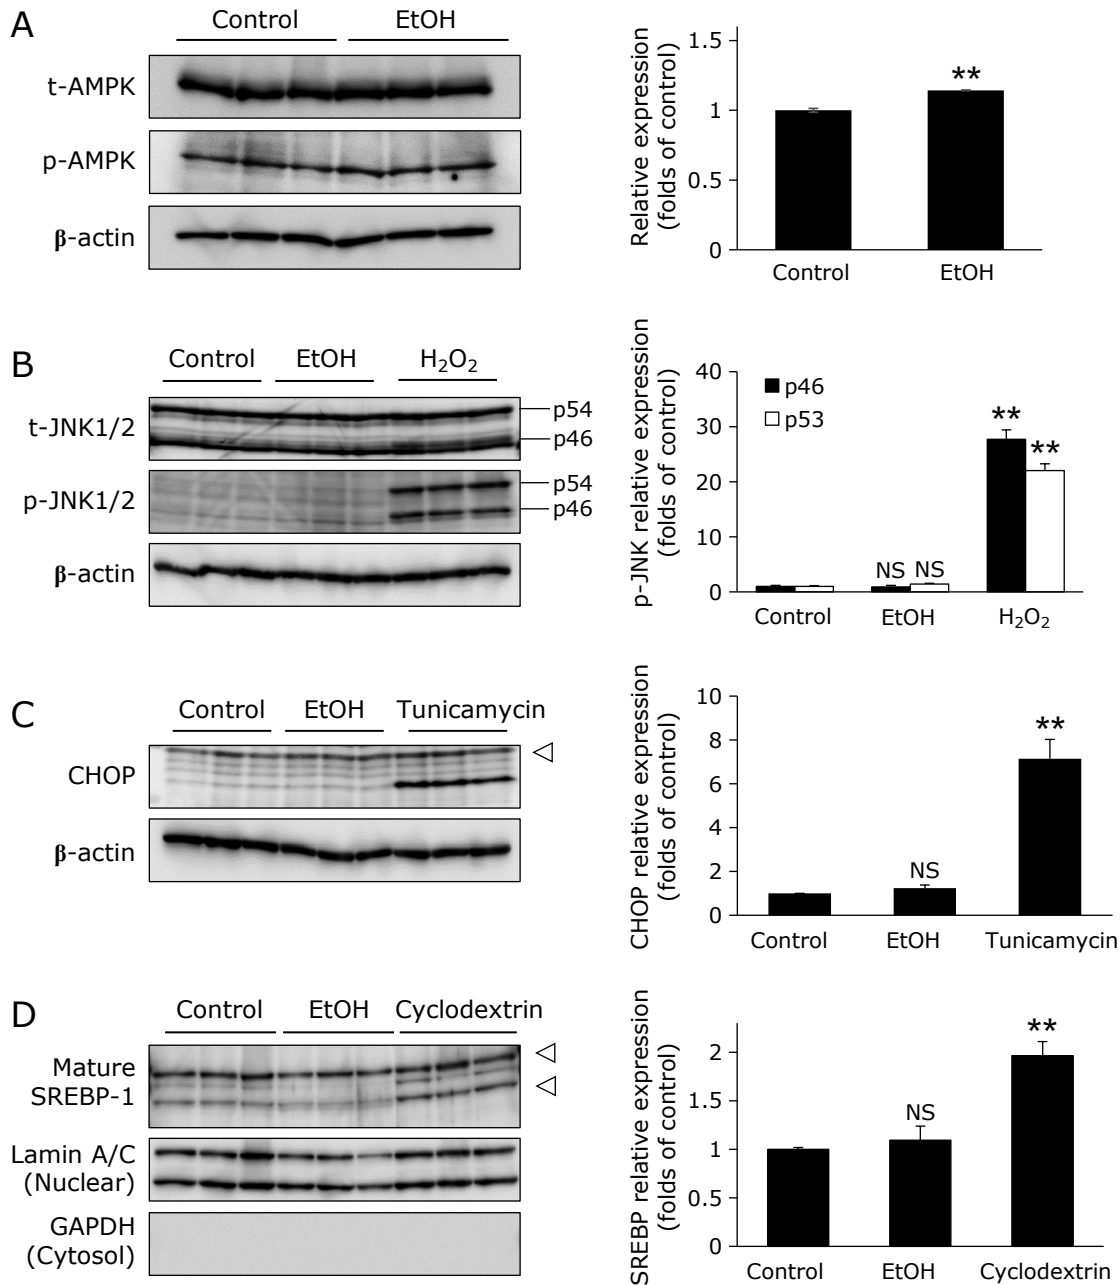 A
Control EtOH
t-AMPK
p-AMPK
β-actin
Relative expression
(folds of control)
1.5
1
0.5
0
**
Control EtOH
B
Control EtOH H₂O₂
t-JNK1/2
p54
p46
p-JNK1/2
p54
p46
β-actin
p-JNK relative expression
(folds of control)
40
30
20
10
0
p46
p53
NS NS
** **
Control EtOH H₂O₂
C
Control EtOH Tunicamycin
CHOP
β-actin
CHOP relative expression
(folds of control)
10
8
6
4
2
0
NS
**
Control EtOH Tunicamycin
D
Control EtOH Cyclodextrin
Mature
SREBP-1
Lamin A/C
(Nuclear)
GAPDH
(Cytosol)
SREBP relative expression
(folds of control)
2
1.5
1
0.5
0
NS
**
Control EtOH Cyclodextrin